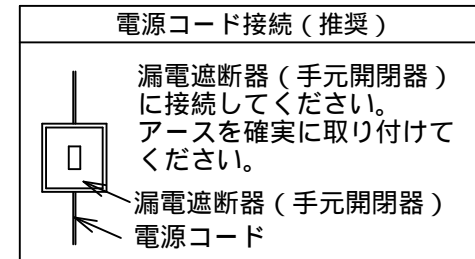 電源コード接続（推奨）
漏電遮断器（手元開閉器）
に接続してください。
アースを確実に取り付けて
ください。
漏電遮断器（手元開閉器）
電源コード